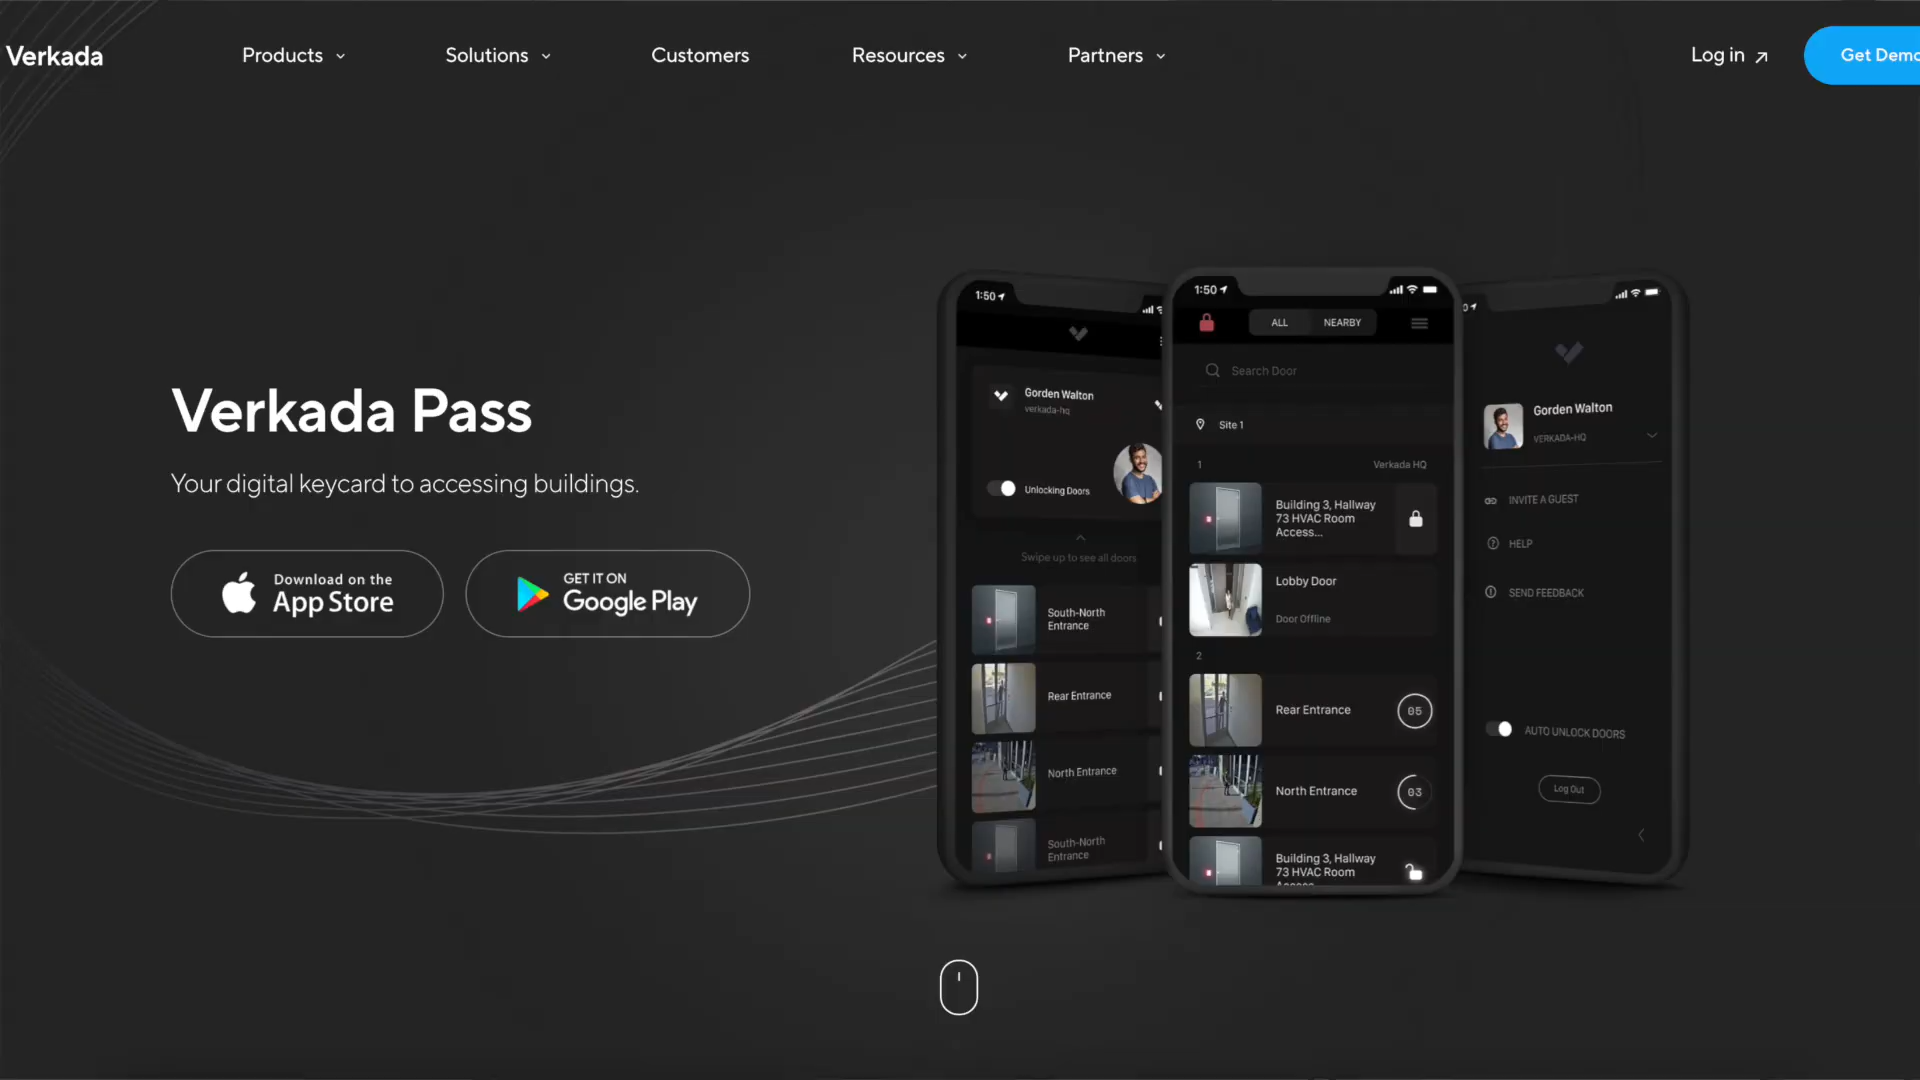 Verkada
Products
Solutions
Customers
Resources
Partners
Log in
Get Demo
Verkada Pass
Your digital keycard to accessing buildings.
Download on the
App Store
GET IT ON
Google Play
1:50
Gorden Walton
verkada-hq
Unlocking Doors
Swipe up to see all doors
South-North
Entrance
Rear Entrance
North Entrance
South-North
Entrance
1:50
ALL
NEARBY
Search Door
Site 1
1
Verkada HQ
Building 3, Hallway
73 HVAC Room
Access...
Lobby Door
Door Offline
2
Rear Entrance
05
North Entrance
03
Building 3, Hallway
73 HVAC Room
Access...
0
Gorden Walton
VERKADA-HQ
INVITE A GUEST
HELP
SEND FEEDBACK
AUTO UNLOCK DOORS
Log Out